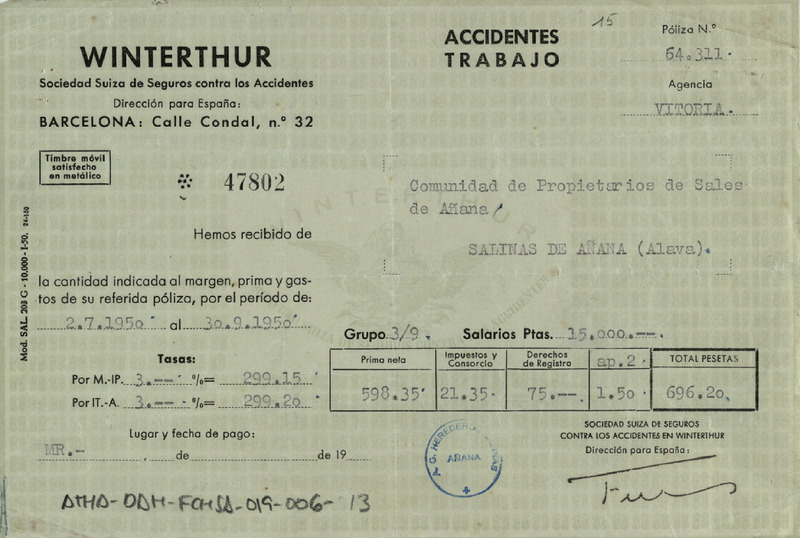 15
WINTERTHUR
Sociedad Suiza de Seguros contra los Accidentes
Dirección para España:
BARCELONA: Calle Condal, n.º 32
ACCIDENTES
TRABAJO
Póliza N.º
64.311.
Agencia
VITORIA.
Timbre móvil
satisfecho
en metálico
47802
Comunidad de Propietarios de Sales
de Añana/
SALINAS DE AÑANA (Alava).
Hemos recibido de
la cantidad indicada al margen, prima y gas-
tos de su referida póliza, por el período de:
2.7.1950 al 30.9.1950
Mod. SAL. 203 G - 10.000 - I-50. 24-150
Grupo 3/9. Salarios Ptas. 15.000.—.
Tasas:
Por M.-IP. 3.— %= 299.15
Por IT.-A. 3.— %= 299.20
Prima neta
Impuestos y
Consorcio
Derechos
de Registro
ap.2.
TOTAL PESETAS
598.35 21.35 75.—. 1.50 696.20.
Lugar y fecha de pago:
MR.- , de de 19
AÑANA
SOCIEDAD SUIZA DE SEGUROS
CONTRA LOS ACCIDENTES EN WINTERTHUR
Dirección para España:
ATHA-DAH-FCHSA-019-006-13